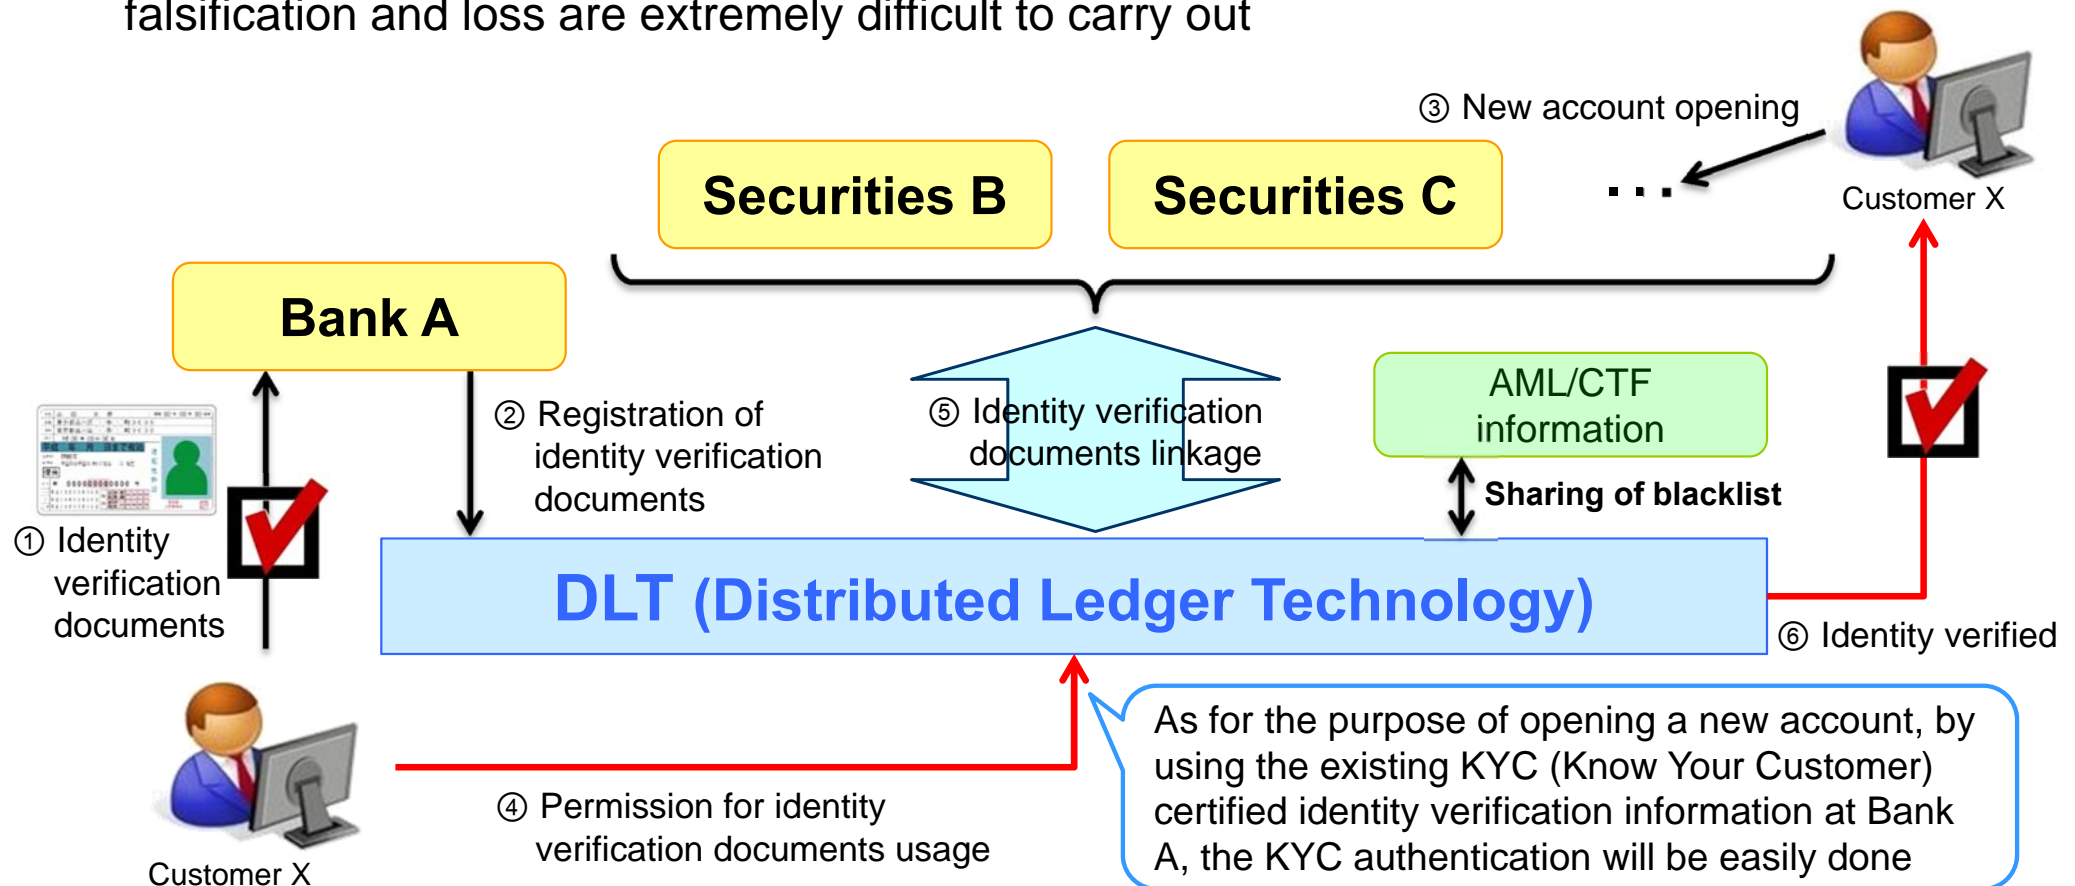 falsification and loss are extremely difficult to carry out
③ New account opening
Securities B
Securities C
...
Customer X
Bank A
② Registration of
identity verification
documents
⑤ Identity verification
documents linkage
AML/CTF
information
Sharing of blacklist
① Identity
verification
documents
DLT (Distributed Ledger Technology)
⑥ Identity verified
④ Permission for identity
verification documents usage
Customer X
As for the purpose of opening a new account, by
using the existing KYC (Know Your Customer)
certified identity verification information at Bank
A, the KYC authentication will be easily done